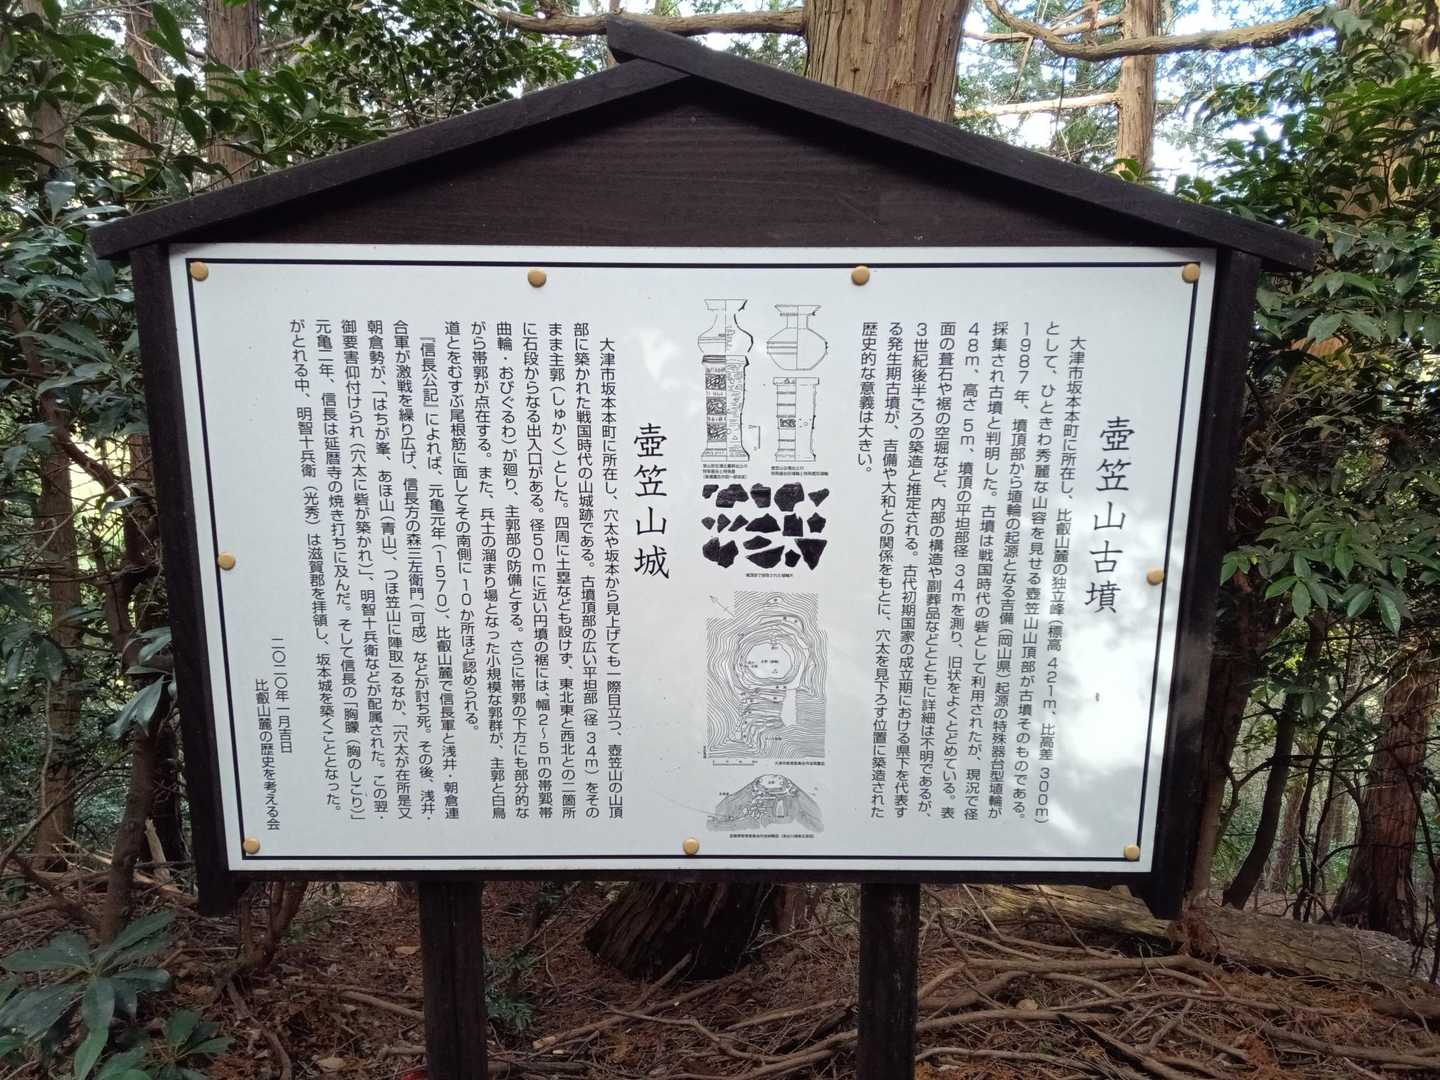 壺笠山古墳
大津市坂本本町に所在し、比叡山麓の独立峰（標高 421m、比高差 300m）
として、ひときわ秀麗な山容を見せる壺笠山山頂部が古墳そのものである。
1987年、墳頂部から埴輪の起源となる吉備（岡山県）起源の特殊器台型埴輪が
採集され古墳と判明した。古墳は戦国時代の砦として利用されたが、現況で径
48m、高さ5m、墳頂の平坦部径34mを測り、旧状をよくとどめている。表
面の葺石や裾の空堀など、内部の構造や副葬品などとともに詳細は不明であるが、
3世紀後半ごろの築造と推定される。古代初期国家の成立期における県下を代表す
る発生期古墳が、吉備や大和との関係をもとに、穴太を見下ろす位置に築造された
歴史的な意義は大きい。
壺笠山城
大津市坂本本町に所在し、穴太や坂本から見上げても一際目立つ、壺笠山の山頂
部に築かれた戦国時代の山城跡である。古墳頂部の広い平坦部（径34m）をその
まま主郭（しゅかく）とした。四周に土塁なども設けず、東北東と西北との二箇所
に石段からなる出入口がある。径50mに近い円墳の裾には、幅2～5mの帯郭帯
曲輪・おびぐるわ）が廻り、主郭部の防備とする。さらに帯郭の下方にも部分的な
がら帯郭が点在する。また、兵士の溜まり場となった小規模な郭群が、主郭と白鳥
道とをむすぶ尾根筋に面してその南側に10か所ほど認められる。
『信長公記』によれば、元亀元年（1570）、比叡山麓で信長軍と浅井・朝倉連
合軍が激戦を繰り広げ、信長方の森三左衛門（可成）などが討ち死。その後、浅井・
朝倉勢が、「はちが峯、あほ山（青山）、つほ笠山に陣取」るなか、「穴太が在所是又
御要害仰付けられ（穴太に砦が築かれ）」、明智十兵衛などが配属された。この翌・
元亀二年、信長は延暦寺の焼き打ちに及んだ。そして信長の「胸朦（胸のしこり）」
がとれる中、明智十兵衛（光秀）は滋賀郡を拝領し、坂本城を築くこととなった。
二〇二〇年一月吉日
比叡山麓の歴史を考える会